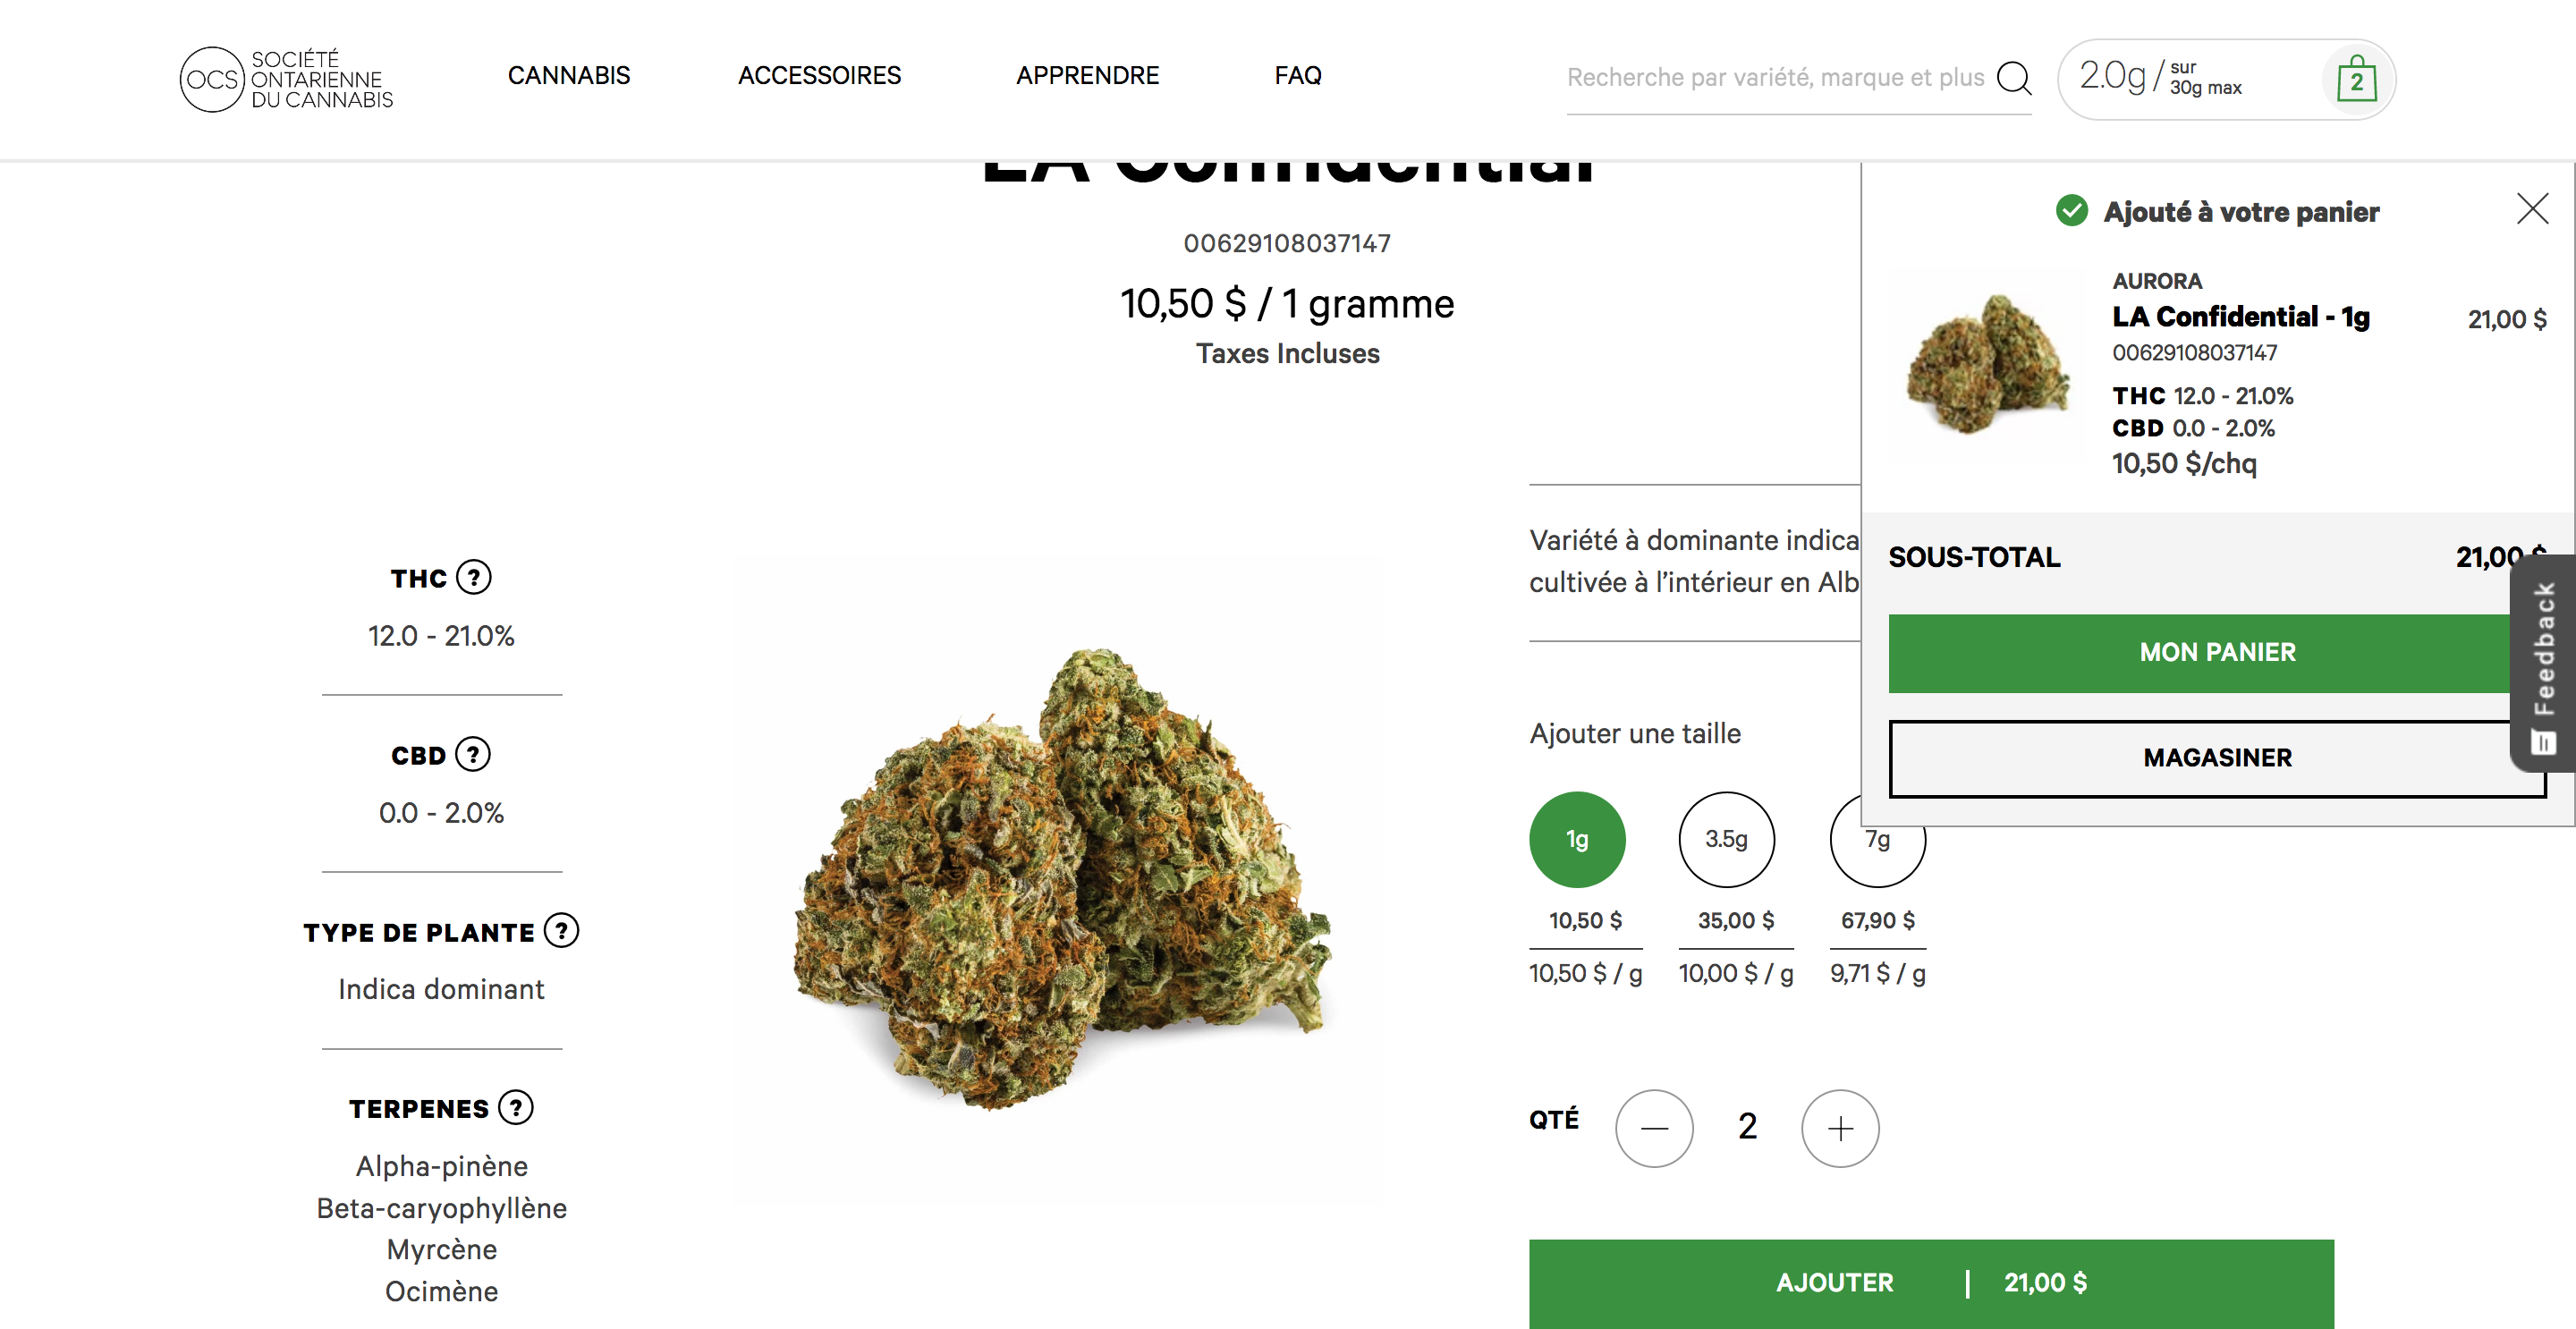 OCS
SOCIÉTÉ
ONTARIENNE
DU CANNABIS
CANNABIS
ACCESSOIRES
APPRENDRE
FAQ
Recherche par variété, marque et plus
2.0g / sur
30g max
2
LA Confidential
00629108037147
10,50 $ / 1 gramme
Taxes Incluses
THC ?
12.0 - 21.0%
CBD ?
0.0 - 2.0%
TYPE DE PLANTE ?
Indica dominant
TERPENES ?
Alpha-pinène
Beta-caryophyllène
Myrcène
Ocimène
Variété à dominante indica
cultivée à l’intérieur en Alb
Ajouter une taille
1g 3.5g 7g
10,50 $ 35,00 $ 67,90 $
10,50 $ / g 10,00 $ / g 9,71 $ / g
QTÉ — 2 +
AJOUTER | 21,00 $
Ajouté à votre panier
AURORA
LA Confidential - 1g 21,00 $
00629108037147
THC 12.0 - 21.0%
CBD 0.0 - 2.0%
10,50 $/chq
SOUS-TOTAL 21,00 $
MON PANIER
MAGASINER
Feedback